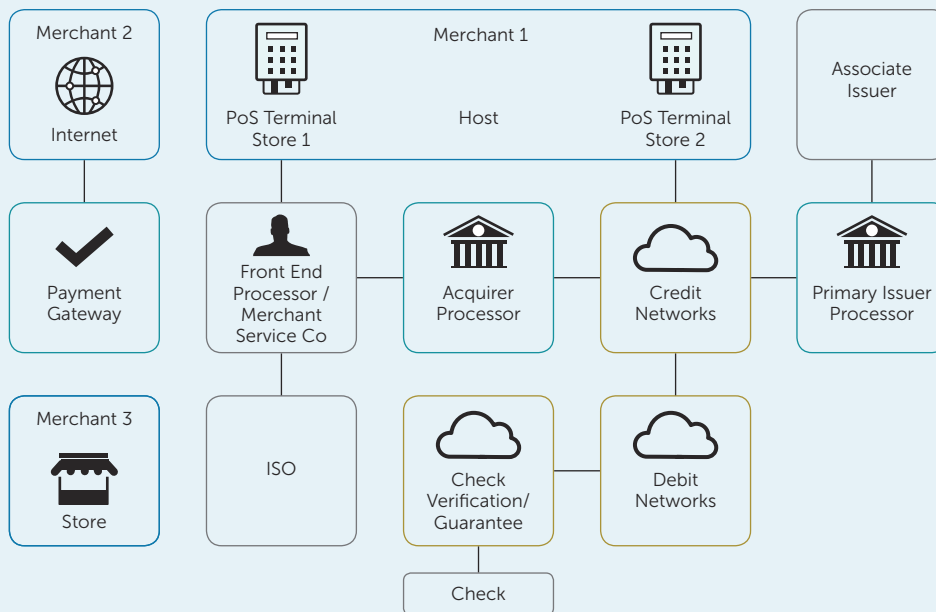 Merchant 2
Internet
Merchant 1
PoS Terminal
Store 1
Host
PoS Terminal
Store 2
Associate
Issuer
Payment
Gateway
Front End
Processor /
Merchant
Service Co
Acquirer
Processor
Credit
Networks
Primary Issuer
Processor
Merchant 3
Store
ISO
Check
Verification/
Guarantee
Debit
Networks
Check